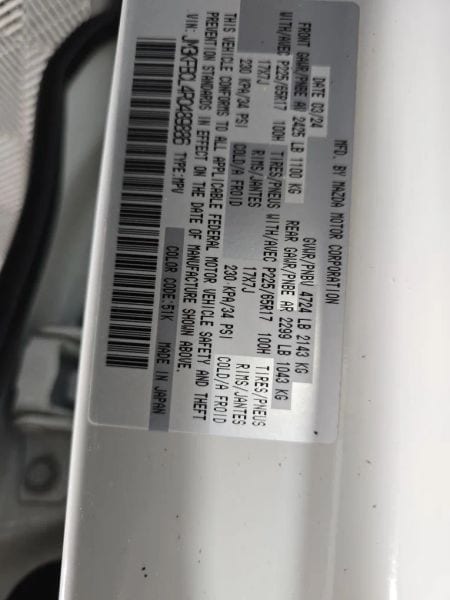 MFD. BY MAZDA MOTOR CORPORATION
DATE 03/24 GVWR/PNBV 4724 LB 2143 KG
FRONT GAWR/PNBE AV 2425 LB 1100 KG REAR GAWR/PNBE AR 2299 LB 1043 KG
WITH/AVEC P225/65R17 100H TIRES/PNEUS WITH/AVEC P225/65R17 100H TIRES/PNEUS
17X7J RIMS/JANTES 17X7J RIMS/JANTES
230 KPA/34 PSI COLD/A FROID 230 KPA/34 PSI COLD/A FROID
THIS VEHICLE CONFORMS TO ALL APPLICABLE FEDERAL MOTOR VEHICLE SAFETY AND THEFT
PREVENTION STANDARDS IN EFFECT ON THE DATE OF MANUFACTURE SHOWN ABOVE.
VIN: TYPE:MPV COLOR CODE:51K MADE IN JAPAN